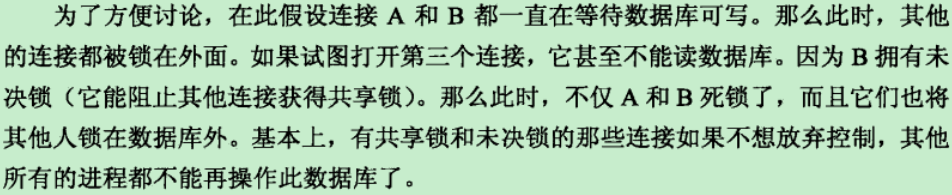 为了方便讨论，在此假设连接 A 和 B 都一直在等待数据库可写。那么此时，其他
的连接都被锁在外面。如果试图打开第三个连接，它甚至不能读数据库。因为 B 拥有未
决锁（它能阻止其他连接获得共享锁）。那么此时，不仅 A 和 B 死锁了，而且它们也将
其他人锁在数据库外。基本上，有共享锁和未决锁的那些连接如果不想放弃控制，其他
所有的进程都不能再操作此数据库了。